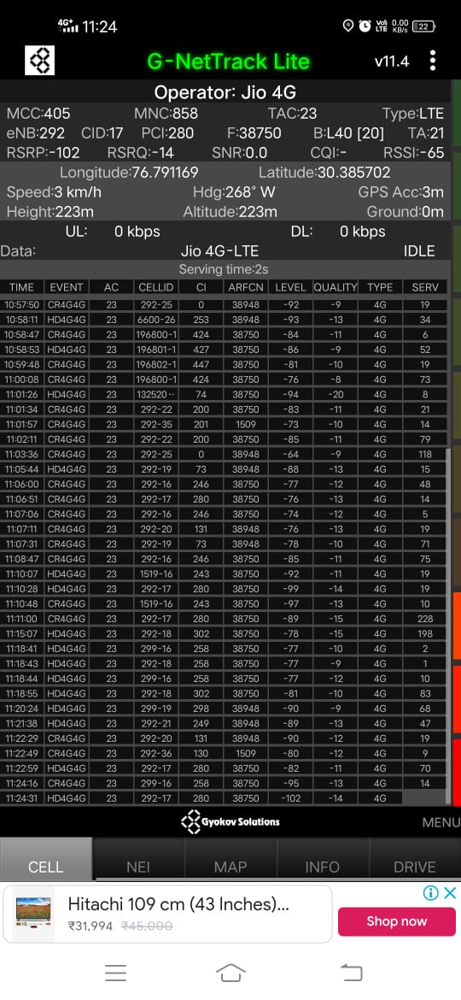 4G+ 11:24 Vo) LTE 0.00 KB/s 22
G-NetTrack Lite v11.4
Operator: Jio 4G
MCC:405 MNC:858 TAC:23 Type:LTE
eNB:292 CID:17 PCI:280 F:38750 B:L40 [20] TA:21
RSRP:-102 RSRQ:-14 SNR:0.0 CQI:- RSSI:-65
Longitude:76.791169 Latitude:30.385702
Speed:3 km/h Hdg:268° W GPS Acc:3m
Height:223m Altitude:223m Ground:0m
UL: 0 kbps DL: 0 kbps
Data: Jio 4G-LTE IDLE
Serving time:2s
TIME EVENT AC CELLID CI ARFCN LEVEL QUALITY TYPE SERV
10:57:50 CR4G4G 23 292-25 0 38948 -92 -9 4G 19
10:58:11 HD4G4G 23 6600-26 253 38948 -93 -13 4G 34
10:58:47 CR4G4G 23 196800-1 424 38750 -84 -11 4G 6
10:58:53 HD4G4G 23 196801-1 427 38750 -86 -9 4G 52
10:59:48 CR4G4G 23 196802-1 447 38750 -81 -10 4G 19
11:00:08 CR4G4G 23 196800-1 424 38750 -76 -8 4G 73
11:01:26 HD4G4G 23 132520·· 74 38750 -94 -20 4G 8
11:01:34 CR4G4G 23 292-22 200 38750 -83 -11 4G 21
11:01:57 CR4G4G 23 292-35 201 1509 -73 -10 4G 14
11:02:11 CR4G4G 23 292-22 200 38750 -85 -11 4G 79
11:03:36 CR4G4G 23 292-25 0 38948 -64 -9 4G 118
11:05:44 HD4G4G 23 292-19 73 38948 -88 -13 4G 15
11:06:00 CR4G4G 23 292-16 246 38750 -77 -12 4G 48
11:06:51 CR4G4G 23 292-17 280 38750 -76 -13 4G 14
11:07:06 CR4G4G 23 292-16 246 38750 -74 -12 4G 5
11:07:11 CR4G4G 23 292-20 131 38948 -76 -13 4G 19
11:07:31 CR4G4G 23 292-19 73 38948 -78 -10 4G 71
11:08:47 CR4G4G 23 292-16 246 38750 -85 -11 4G 75
11:10:07 HD4G4G 23 1519-16 243 38750 -92 -11 4G 19
11:10:28 HD4G4G 23 292-17 280 38750 -99 -14 4G 19
11:10:48 CR4G4G 23 1519-16 243 38750 -97 -13 4G 10
11:11:00 CR4G4G 23 292-17 280 38750 -89 -15 4G 228
11:15:07 HD4G4G 23 292-18 302 38750 -78 -15 4G 198
11:18:41 HD4G4G 23 299-16 258 38750 -77 -10 4G 2
11:18:43 HD4G4G 23 292-18 258 38750 -77 -9 4G 1
11:18:44 HD4G4G 23 299-16 258 38750 -77 -12 4G 10
11:18:55 HD4G4G 23 292-18 302 38750 -81 -10 4G 83
11:20:24 HD4G4G 23 299-19 298 38948 -90 -9 4G 68
11:21:38 HD4G4G 23 292-21 249 38948 -89 -13 4G 47
11:22:29 CR4G4G 23 292-20 131 38948 -90 -12 4G 19
11:22:49 CR4G4G 23 292-36 130 1509 -80 -12 4G 9
11:22:59 HD4G4G 23 292-17 280 38750 -82 -11 4G 70
11:24:16 CR4G4G 23 299-16 258 38750 -95 -13 4G 14
11:24:31 HD4G4G 23 292-17 280 38750 -102 -14 4G
Gyokov Solutions MENU
CELL NEI MAP INFO DRIVE
Hitachi 109 cm (43 Inches)...
₹31,994 ₹45,000
Shop now